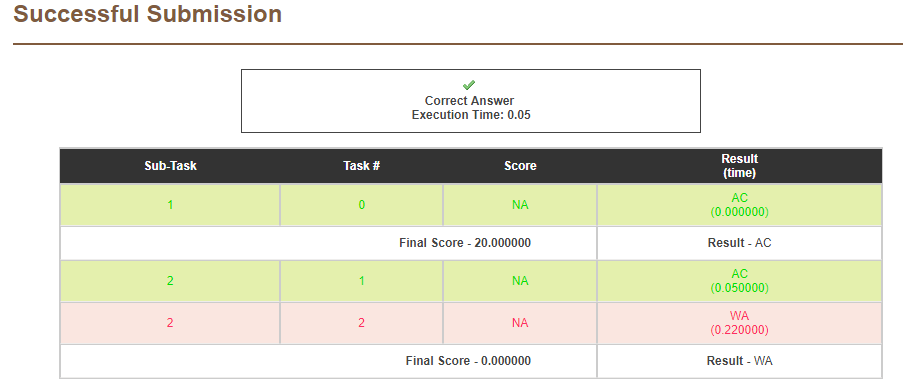 Successful Submission
Correct Answer
Execution Time: 0.05
Sub-Task Task # Score Result
(time)
1 0 NA AC
(0.000000)
Final Score - 20.000000 Result - AC
2 1 NA AC
(0.050000)
2 2 NA WA
(0.220000)
Final Score - 0.000000 Result - WA